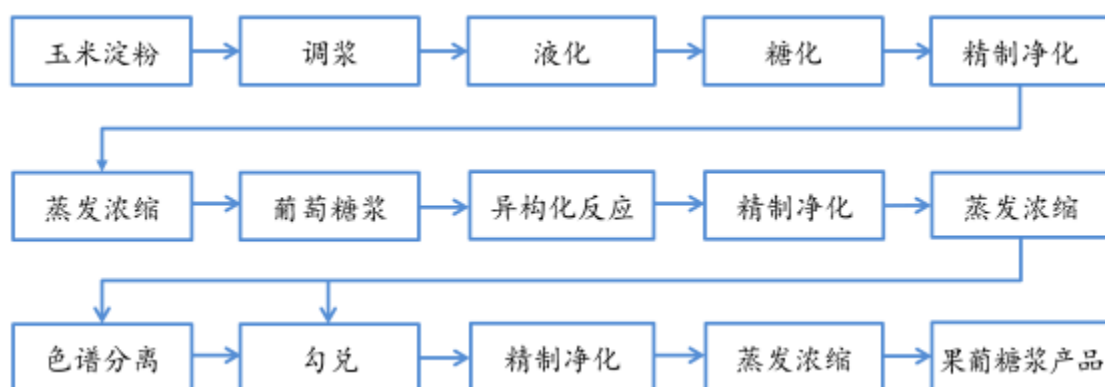 玉米淀粉 调浆 液化 糖化 精制净化
蒸发浓缩 葡萄糖浆 异构化反应 精制净化 蒸发浓缩
色谱分离 勾兑 精制净化 蒸发浓缩 果葡糖浆产品